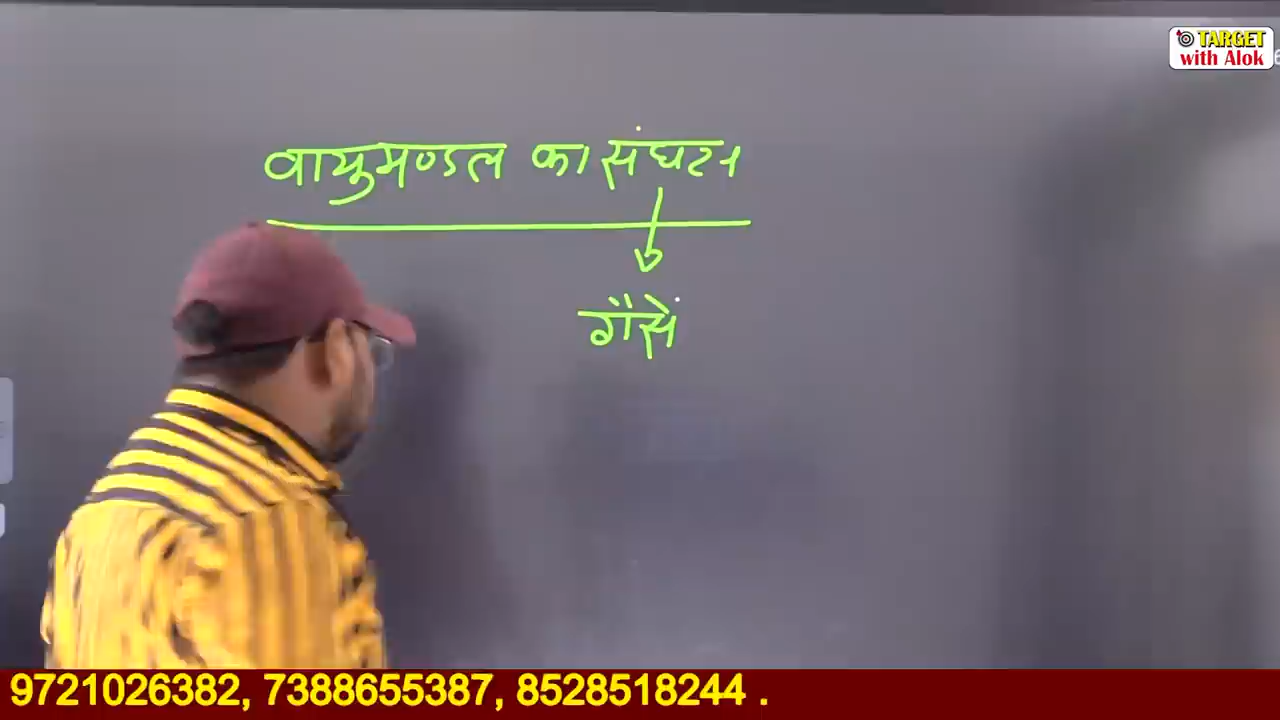 TARGET
with Alok
वायुमण्डल का संघटन
गैसें
9721026382, 7388655387, 8528518244 .